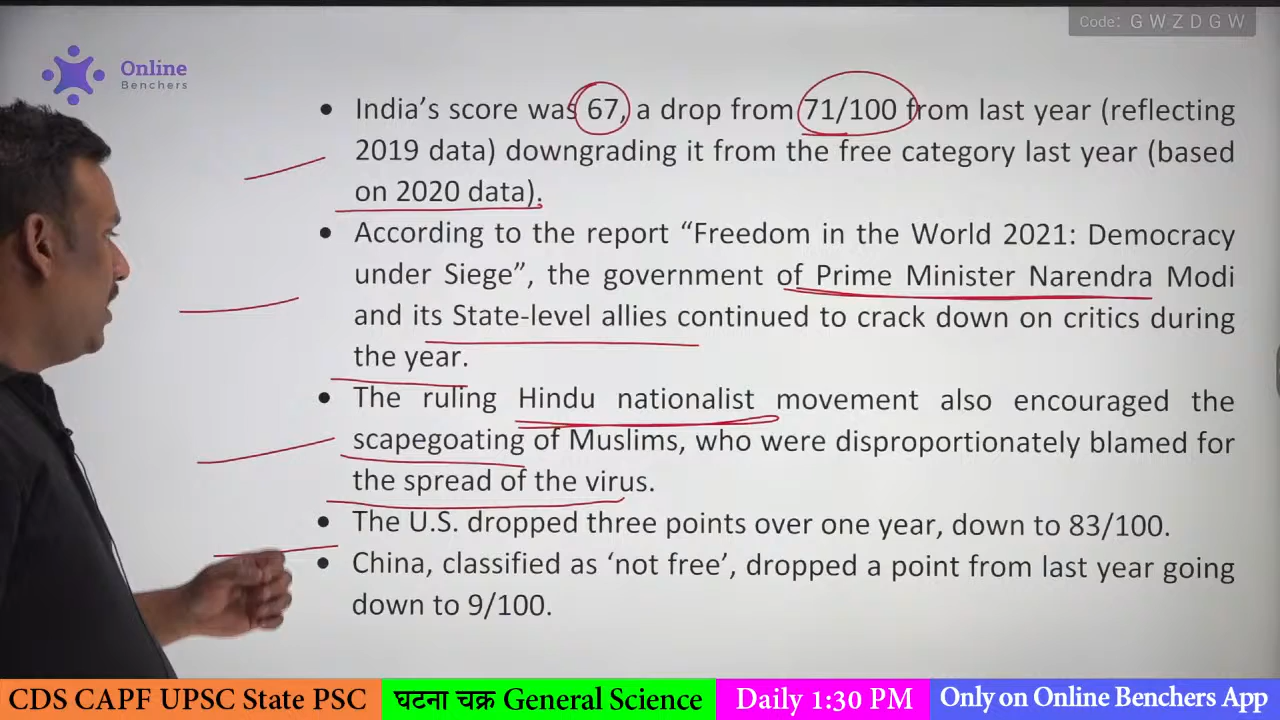 Code: G W Z D G W
Online
Benchers
• India's score was 67, a drop from 71/100 from last year (reflecting
2019 data) downgrading it from the free category last year (based
on 2020 data).
• According to the report “Freedom in the World 2021: Democracy
under Siege”, the government of Prime Minister Narendra Modi
and its State-level allies continued to crack down on critics during
the year.
• The ruling Hindu nationalist movement also encouraged the
scapegoating of Muslims, who were disproportionately blamed for
the spread of the virus.
• The U.S. dropped three points over one year, down to 83/100.
• China, classified as ‘not free’, dropped a point from last year going
down to 9/100.
CDS CAPF UPSC State PSC घटना चक्र General Science Daily 1:30 PM Only on Online Benchers App